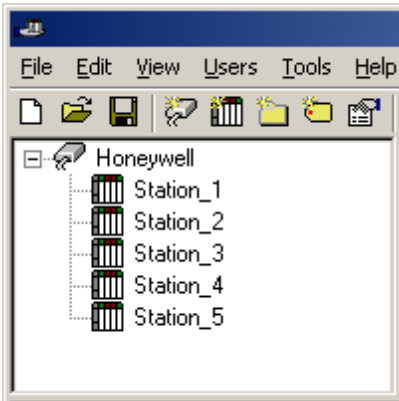 File Edit View Users Tools Help
Honeywell
Station_1
Station_2
Station_3
Station_4
Station_5